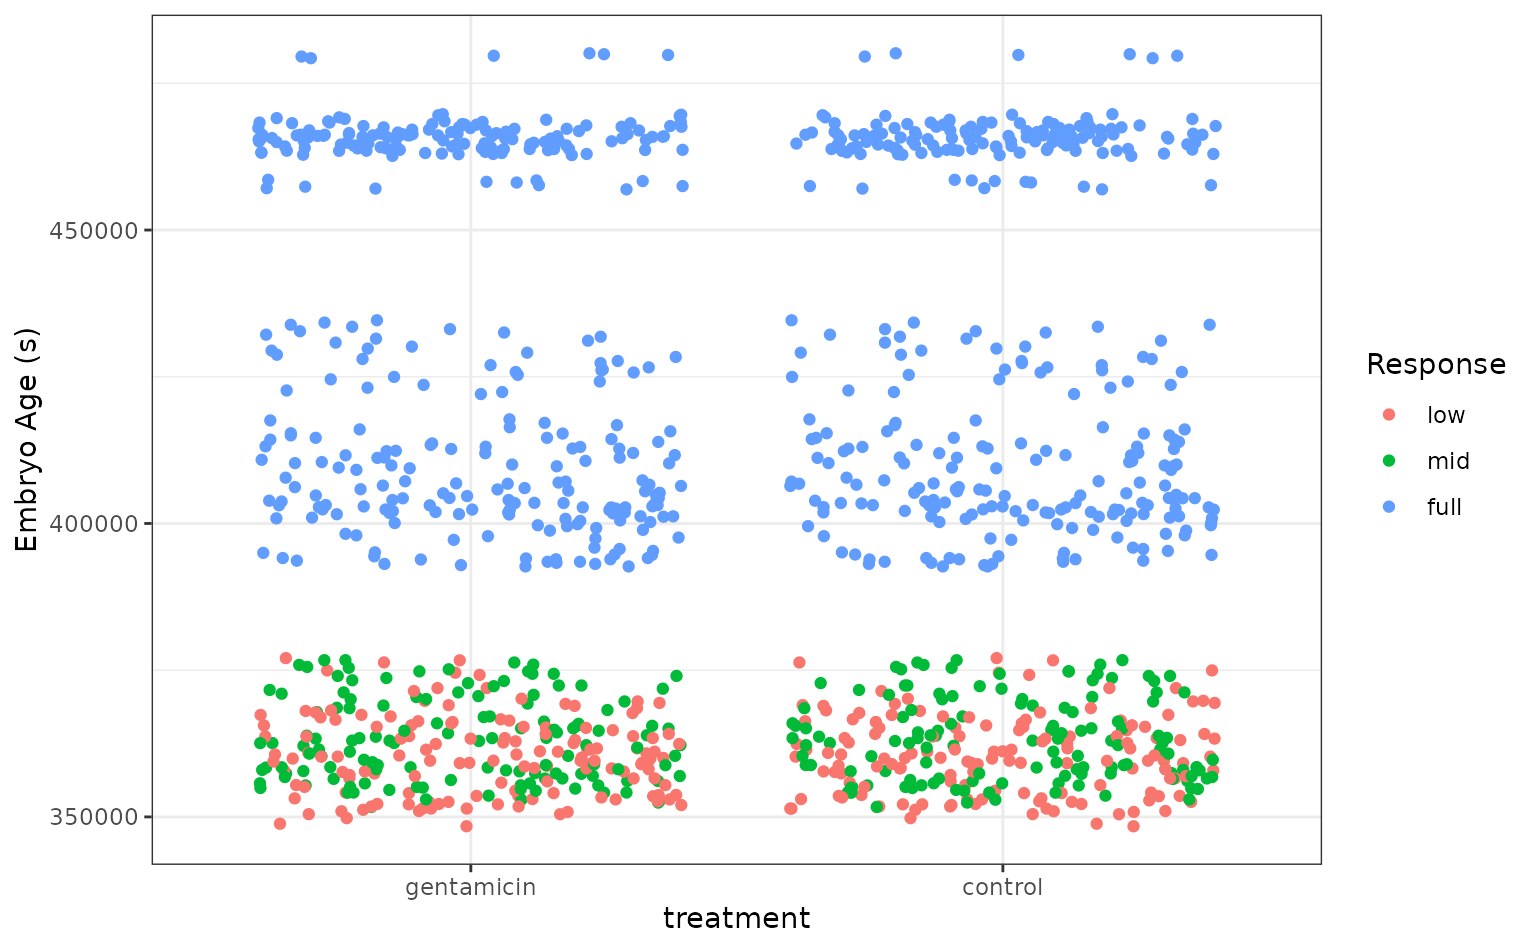 Embryo Age (s)
450000
400000
350000
gentamicin
control
treatment
Response
low
mid
full